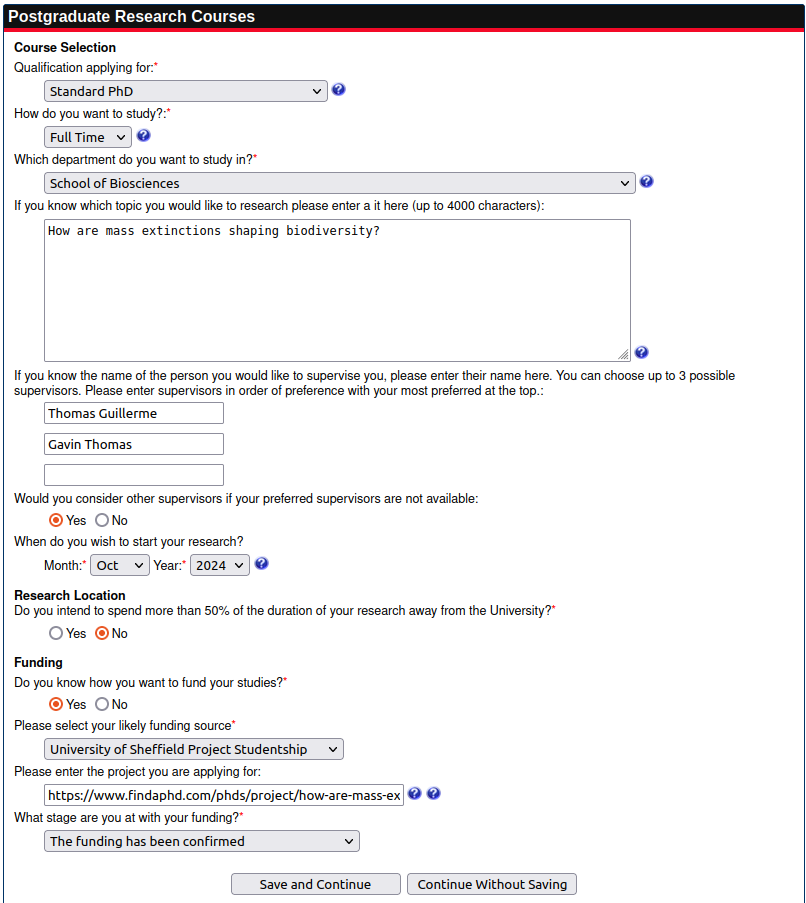 Postgraduate Research Courses
Course Selection
Qualification applying for:*
Standard PhD
How do you want to study?:*
Full Time
Which department do you want to study in?*
School of Biosciences
If you know which topic you would like to research please enter a it here (up to 4000 characters):
How are mass extinctions shaping biodiversity?
If you know the name of the person you would like to supervise you, please enter their name here. You can choose up to 3 possible
supervisors. Please enter supervisors in order of preference with your most preferred at the top.:
Thomas Guillerme
Gavin Thomas
Would you consider other supervisors if your preferred supervisors are not available:
Yes No
When do you wish to start your research?
Month:* Oct Year:* 2024
Research Location
Do you intend to spend more than 50% of the duration of your research away from the University?*
Yes No
Funding
Do you know how you want to fund your studies?*
Yes No
Please select your likely funding source*
University of Sheffield Project Studentship
Please enter the project you are applying for:
https://www.findaphd.com/phds/project/how-are-mass-ex
What stage are you at with your funding?*
The funding has been confirmed
Save and Continue Continue Without Saving